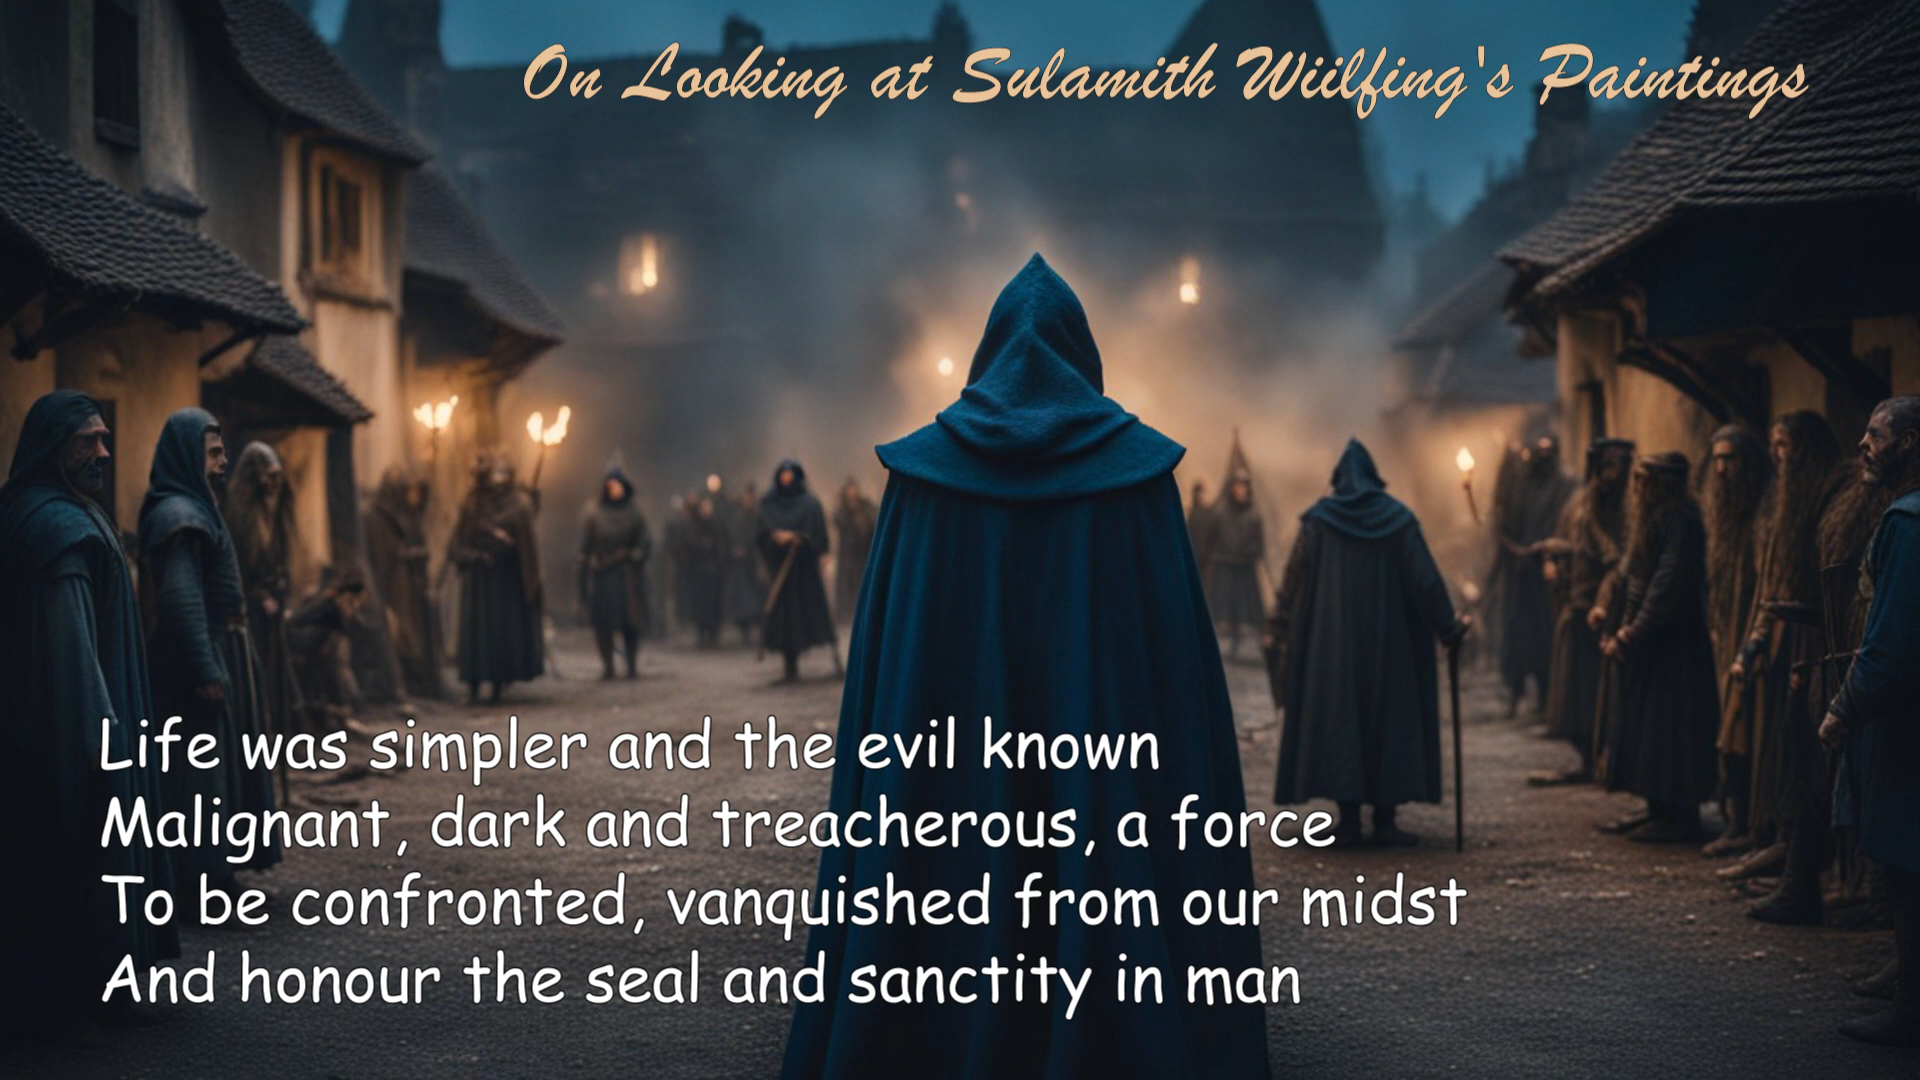 On Looking at Sulamith Wiilfing's Paintings
Life was simpler and the evil known
Malignant, dark and treacherous, a force
To be confronted, vanquished from our midst
And honour the seal and sanctity in man